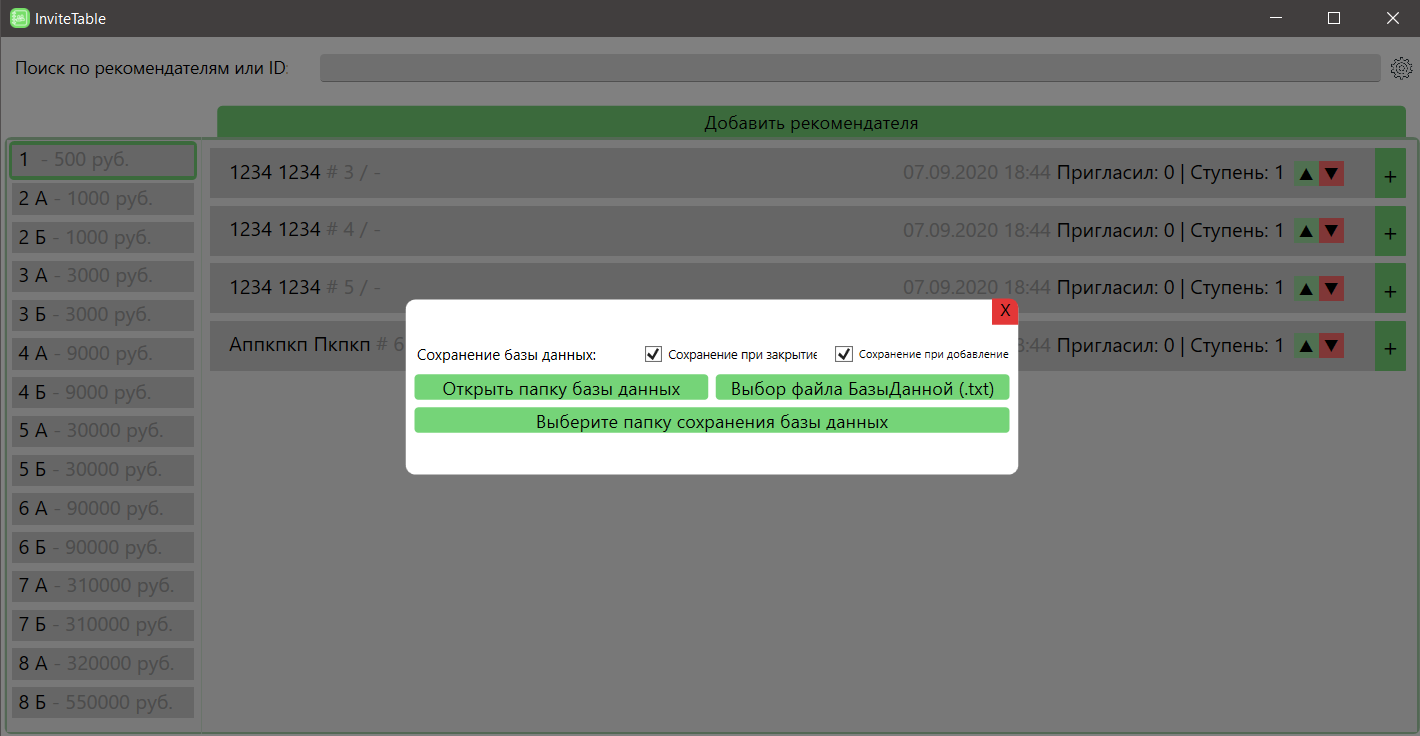 InviteTable
Поиск по рекомендателям или ID:
Добавить рекомендателя
1 - 500 руб.
2 А - 1000 руб.
2 Б - 1000 руб.
3 А - 3000 руб.
3 Б - 3000 руб.
4 А - 9000 руб.
4 Б - 9000 руб.
5 А - 30000 руб.
5 Б - 30000 руб.
6 А - 90000 руб.
6 Б - 90000 руб.
7 А - 310000 руб.
7 Б - 310000 руб.
8 А - 320000 руб.
8 Б - 550000 руб.
1234 1234 # 3 / - 07.09.2020 18:44 Пригласил: 0 | Ступень: 1 ▲ ▼ +
1234 1234 # 4 / - 07.09.2020 18:44 Пригласил: 0 | Ступень: 1 ▲ ▼ +
1234 1234 # 5 / - 07.09.2020 18:44 Пригласил: 0 | Ступень: 1 ▲ ▼ +
Аппкпкп Пкпкп # 6 :44 Пригласил: 0 | Ступень: 1 ▲ ▼ +
X
Сохранение базы данных: Сохранение при закрытие Сохранение при добавление
Открыть папку базы данных Выбор файла БазыДанной (.txt)
Выберите папку сохранения базы данных